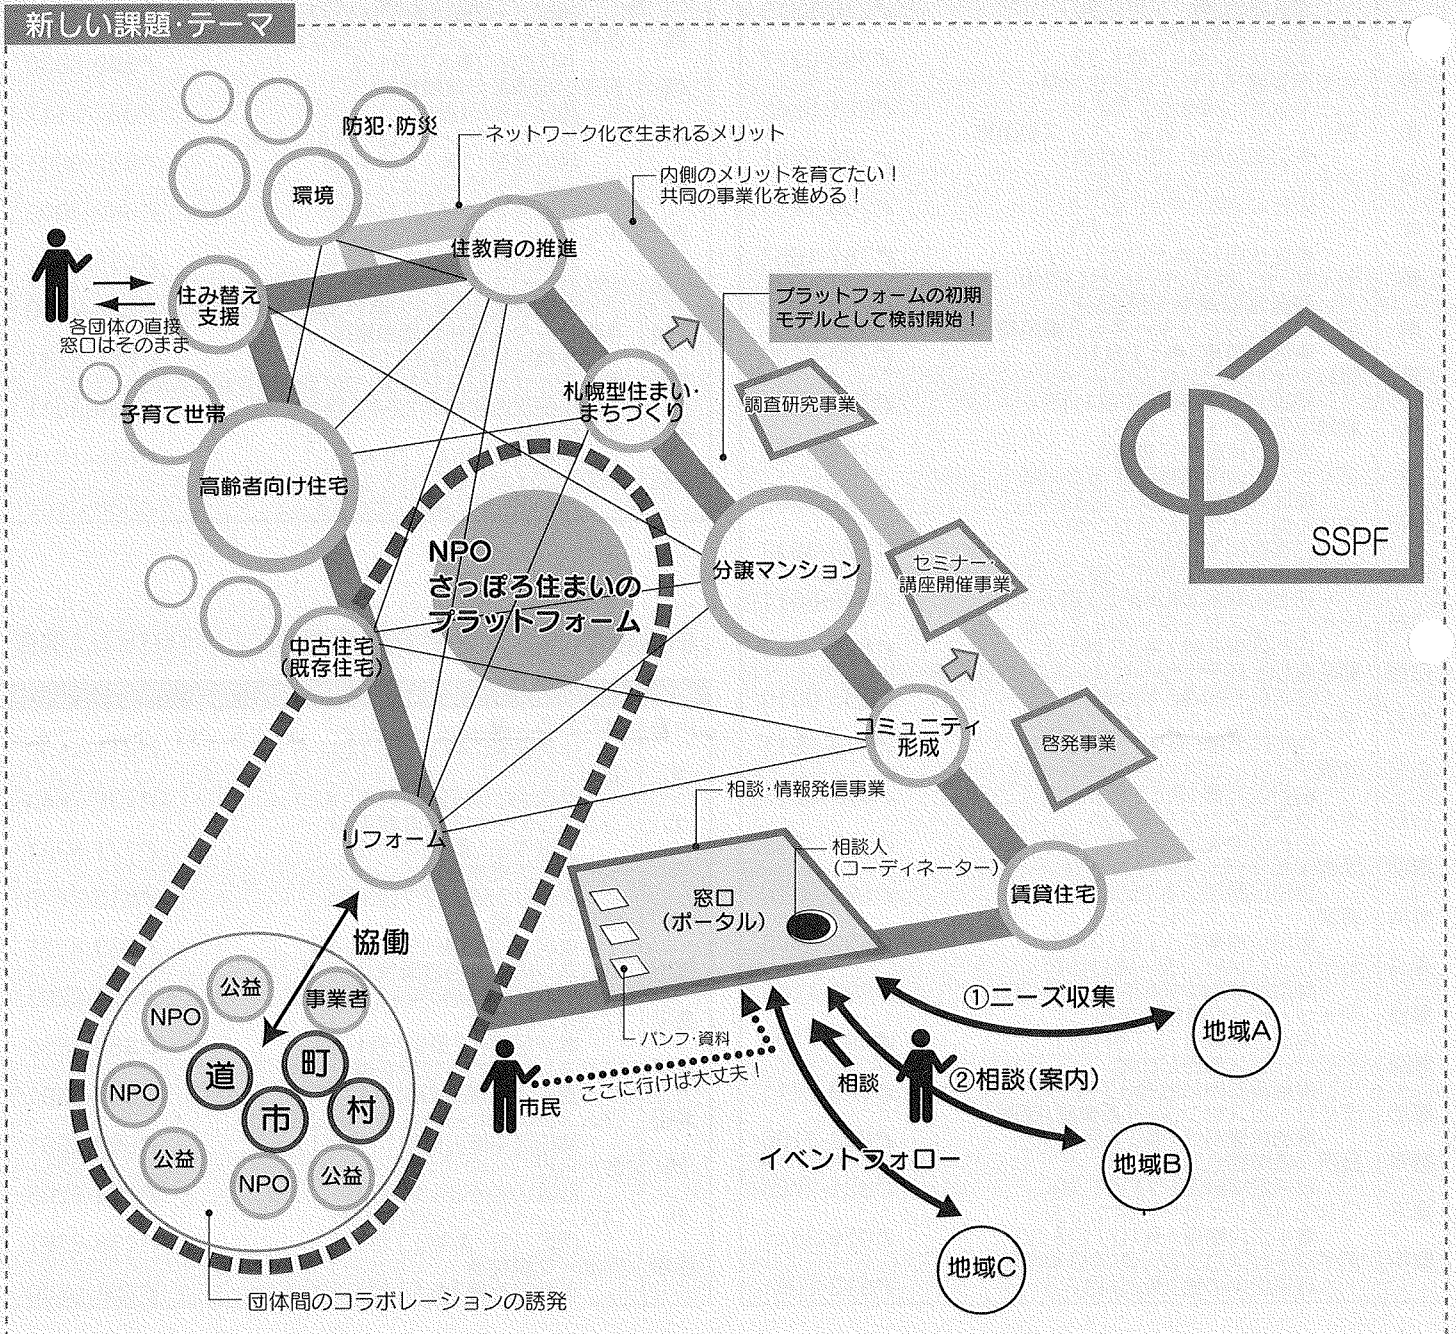 新しい課題・テーマ
防犯・防災
ネットワーク化で生まれるメリット
内側のメリットを育てたい！
共同の事業化を進める！
環境
住教育の推進
住み替え
支援
各団体の直接
窓口はそのまま
プラットフォームの初期
モデルとして検討開始！
子育て世帯
札幌型住まい・
まちづくり
調査研究事業
高齢者向け住宅
SSPF
NPO
さっぽろ住まいの
プラットフォーム
分譲マンション
セミナー・
講座開催事業
中古住宅
（既存住宅）
コミュニティ
形成
啓発事業
相談・情報発信事業
リフォーム
相談人
（コーディネーター）
窓口
（ポータル）
賃貸住宅
協働
公益
事業者
NPO
道
町
NPO
市
村
公益
NPO
公益
パンフ・資料
①ニーズ収集
地域A
市民
ここに行けば大丈夫！
相談
②相談（案内）
イベントフォロー
地域B
地域C
団体間のコラボレーションの誘発